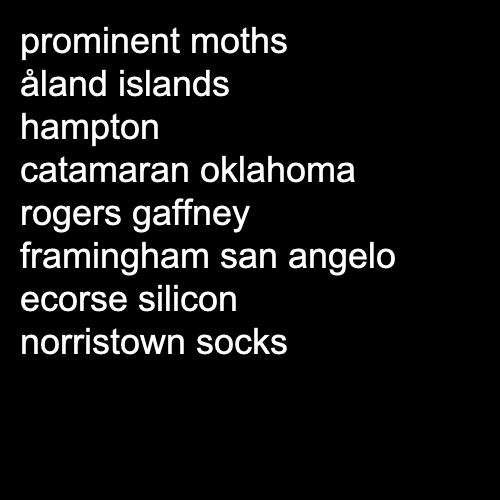 prominent moths
åland islands
hampton
catamaran oklahoma
rogers gaffney
framingham san angelo
ecorse silicon
norristown socks